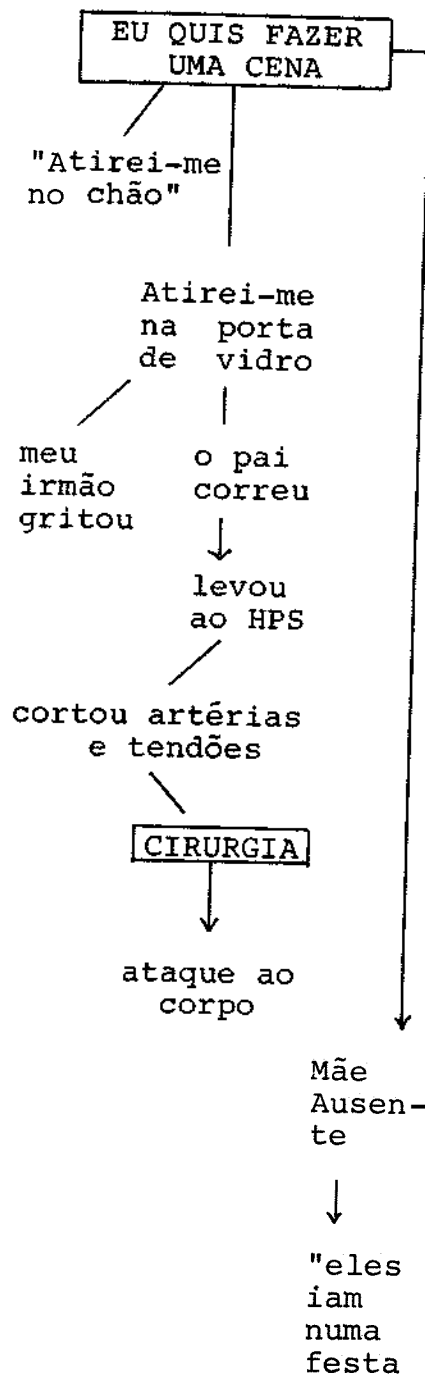 EU QUIS FAZER
UMA CENA
"Atirei-me
no chão"
Atirei-me
na porta
de vidro
meu
irmão
gritou
o pai
correu
levou
ao HPS
cortou artérias
e tendões
CIRURGIA
ataque ao
corpo
Mãe
Ausen-
te
"eles
iam
numa
festa